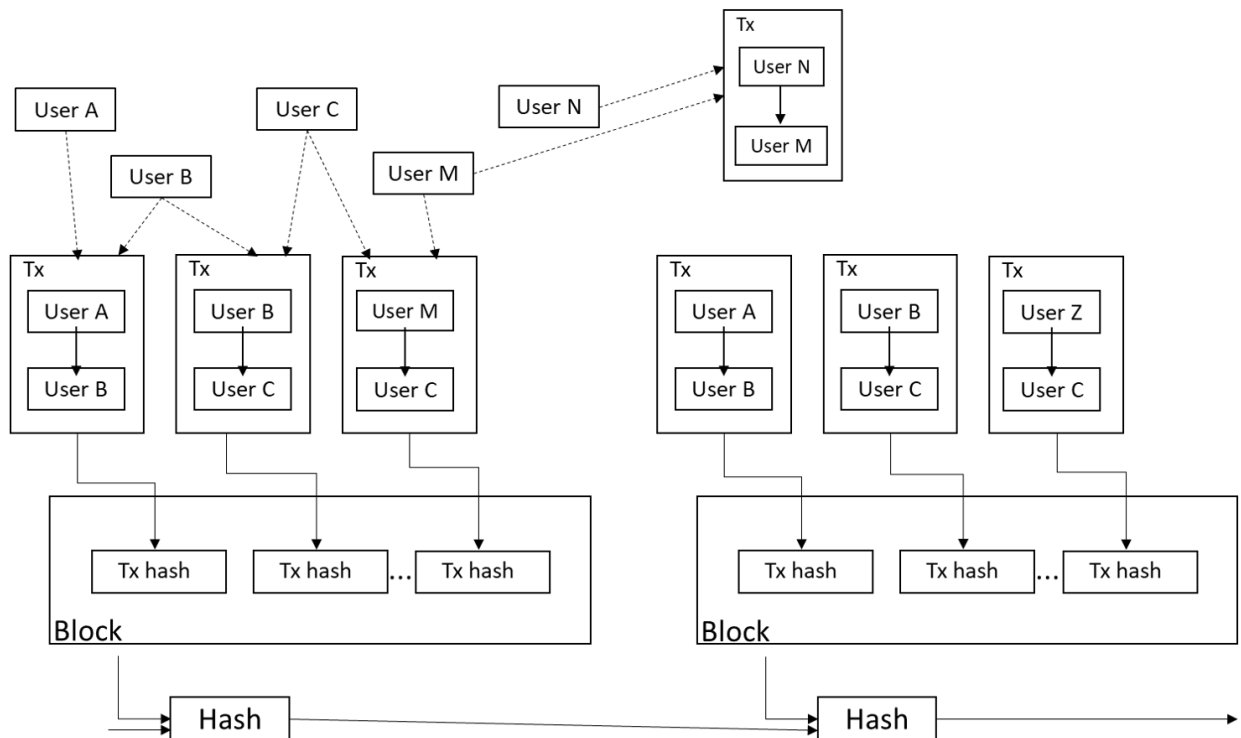 Tx
User N
User M
User A
User C
User N
User B
User M
Tx
User A
User B
Tx
User B
User C
Tx
User M
User C
Tx
User A
User B
Tx
User B
User C
Tx
User Z
User C
Tx hash
Tx hash
...
Tx hash
Block
Tx hash
Tx hash
...
Tx hash
Block
Hash
Hash